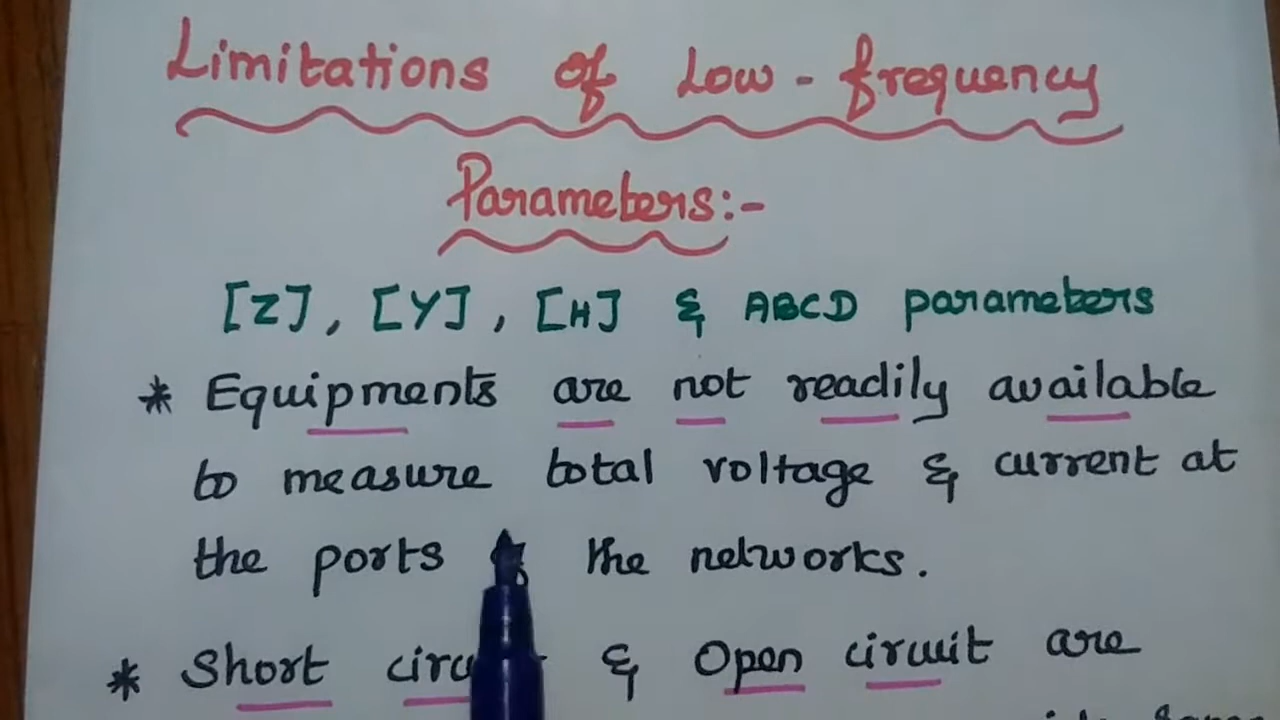 Limitations of Low-frequency
Parameters:-
[Z], [Y], [H] & ABCD parameters
* Equipments are not readily available
to measure total voltage & current at
the ports the networks.
* Short & Open circuit are